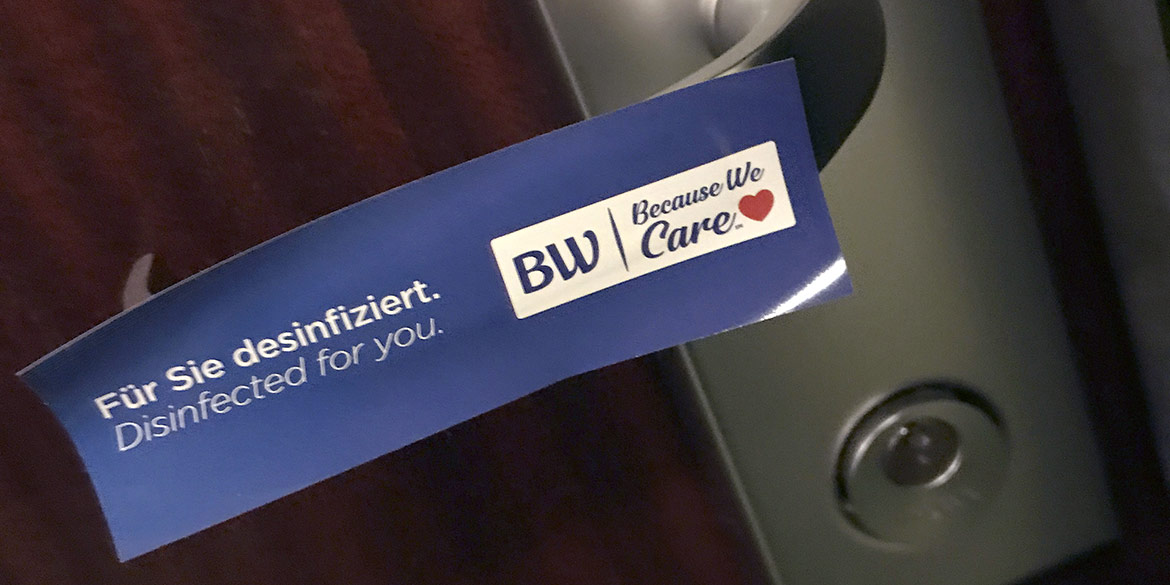 Für Sie desinfiziert.
Disinfected for you.
BW
Because We
Care